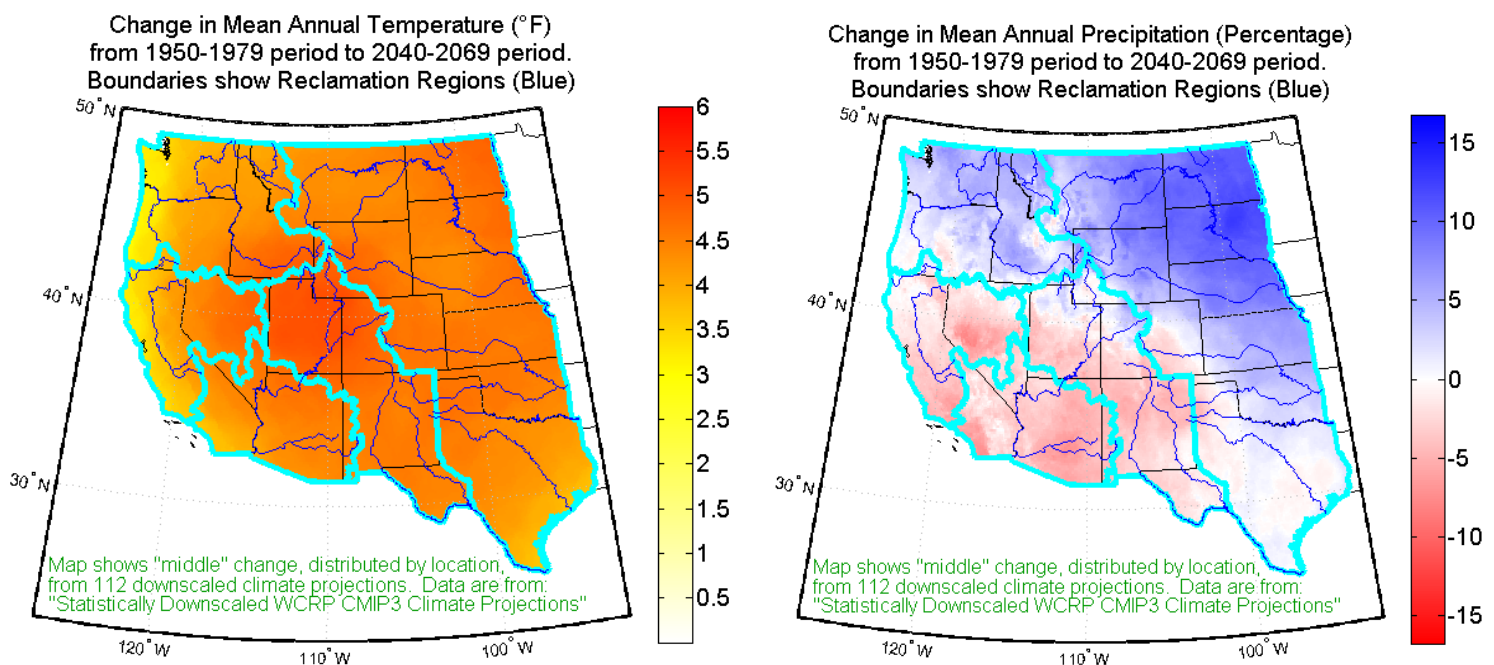 Change in Mean Annual Temperature (°F)
from 1950-1979 period to 2040-2069 period.
Boundaries show Reclamation Regions (Blue)
50°N
40°N
30°N
120°W
110°W
100°W
6
5.5
5
4.5
4
3.5
3
2.5
2
1.5
1
0.5
Map shows "middle" change, distributed by location,
from 112 downscaled climate projections. Data are from:
"Statistically Downscaled WCRP CMIP3 Climate Projections"
Change in Mean Annual Precipitation (Percentage)
from 1950-1979 period to 2040-2069 period.
Boundaries show Reclamation Regions (Blue)
50°N
40°N
30°N
120°W
110°W
100°W
15
10
5
0
-5
-10
-15
Map shows "middle" change, distributed by location,
from 112 downscaled climate projections. Data are from:
"Statistically Downscaled WCRP CMIP3 Climate Projections"